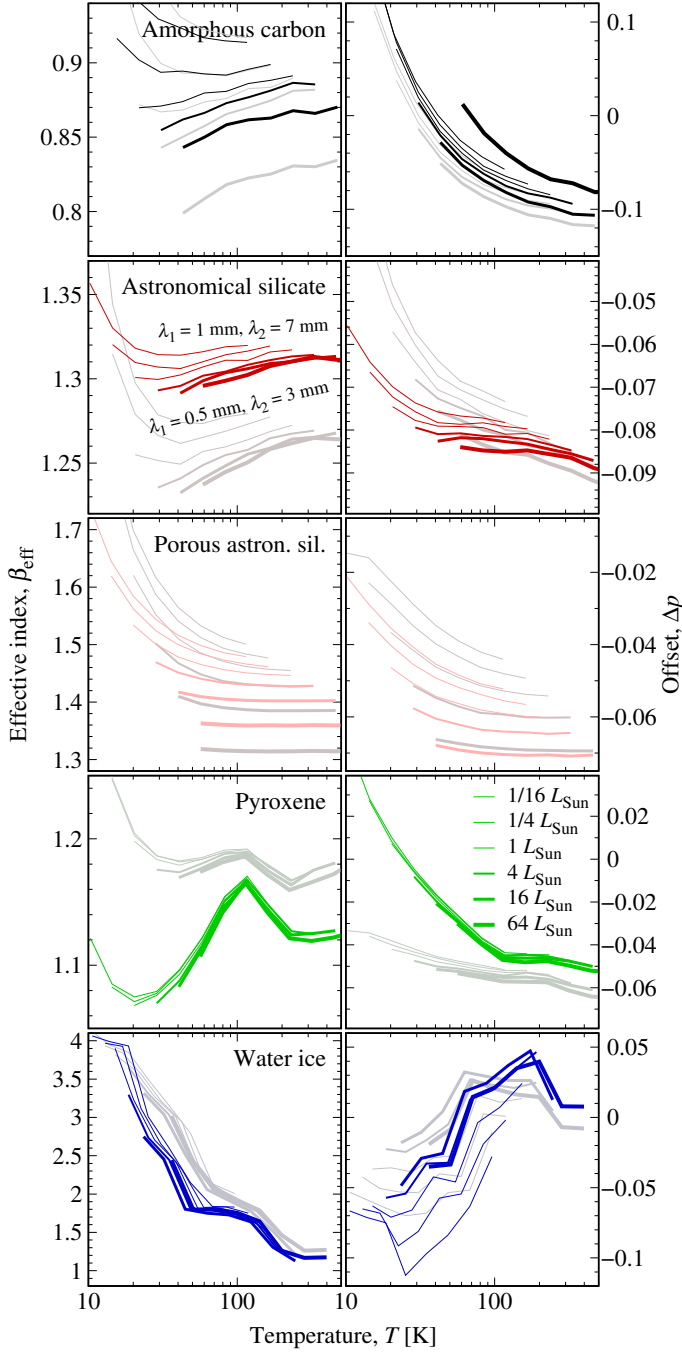 Amorphous carbon
0.9
0.85
0.8
0.1
0
−0.1
Astronomical silicate
λ1 = 1 mm, λ2 = 7 mm
λ1 = 0.5 mm, λ2 = 3 mm
1.35
1.3
1.25
−0.05
−0.06
−0.07
−0.08
−0.09
Porous astron. sil.
1.7
1.6
1.5
1.4
1.3
−0.02
−0.04
−0.06
Effective index, βeff
Offset, Δp
Pyroxene
1.2
1.1
1/16 LSun
1/4 LSun
1 LSun
4 LSun
16 LSun
64 LSun
0.02
0
−0.02
−0.04
−0.06
Water ice
4
3.5
3
2.5
2
1.5
1
0.05
0
−0.05
−0.1
10 100 10 100
Temperature, T [K]